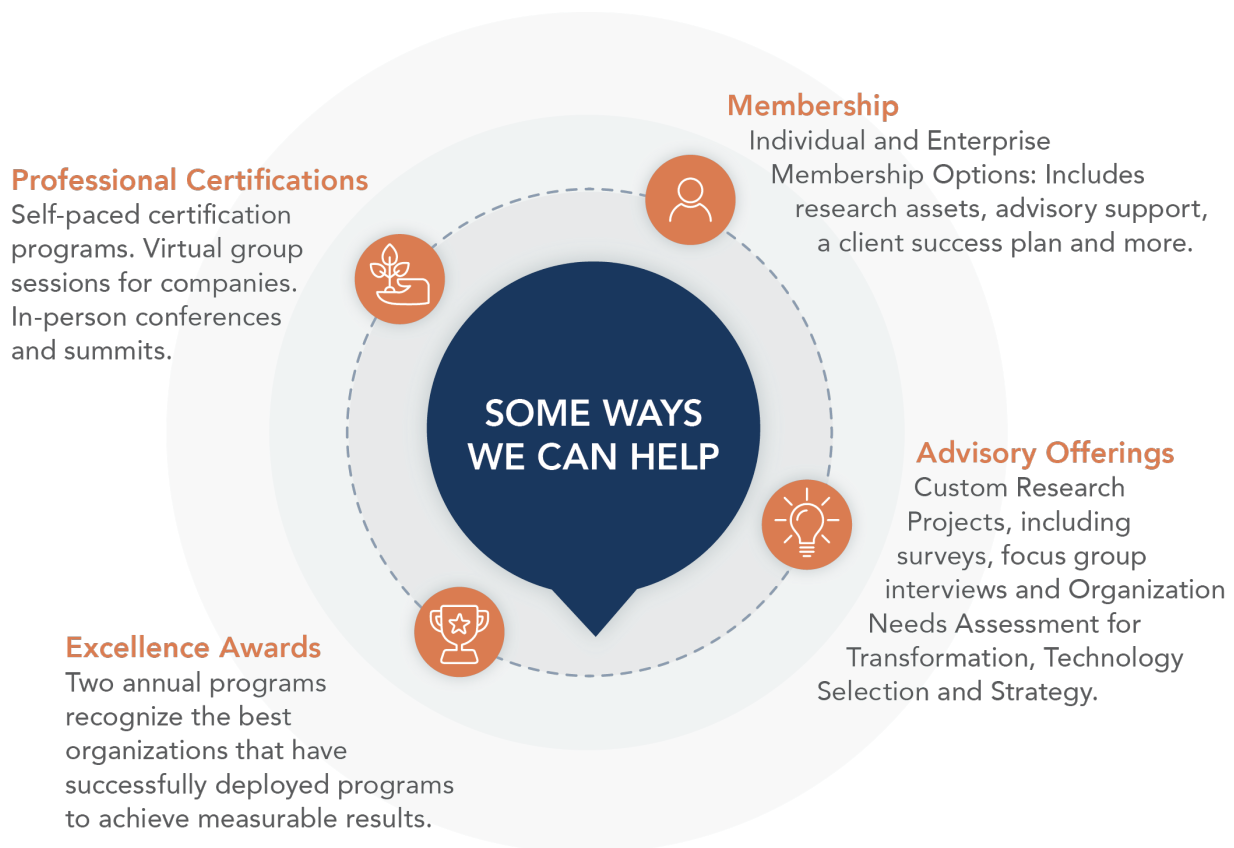 SOME WAYS
WE CAN HELP
Membership
Individual and Enterprise
Membership Options: Includes
research assets, advisory support,
a client success plan and more.
Professional Certifications
Self-paced certification
programs. Virtual group
sessions for companies.
In-person conferences
and summits.
Advisory Offerings
Custom Research
Projects, including
surveys, focus group
interviews and Organization
Needs Assessment for
Transformation, Technology
Selection and Strategy.
Excellence Awards
Two annual programs
recognize the best
organizations that have
successfully deployed programs
to achieve measurable results.